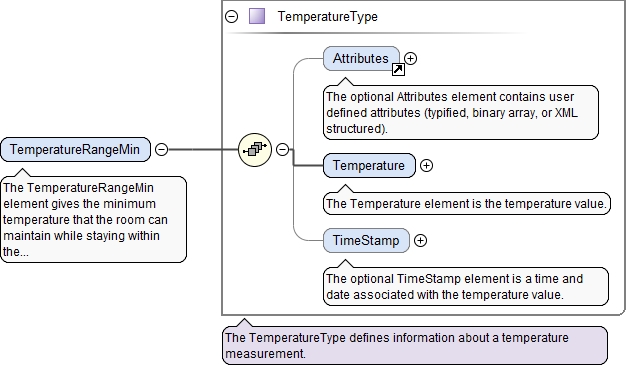 TemperatureType
Attributes
The optional Attributes element contains user
defined attributes (typified, binary array, or XML
structured).
TemperatureRangeMin
The TemperatureRangeMin
element gives the minimum
temperature that the room can
maintain while staying within
the...
Temperature
The Temperature element is the temperature value.
TimeStamp
The optional TimeStamp element is a time and
date associated with the temperature value.
The TemperatureType defines information about a temperature
measurement.